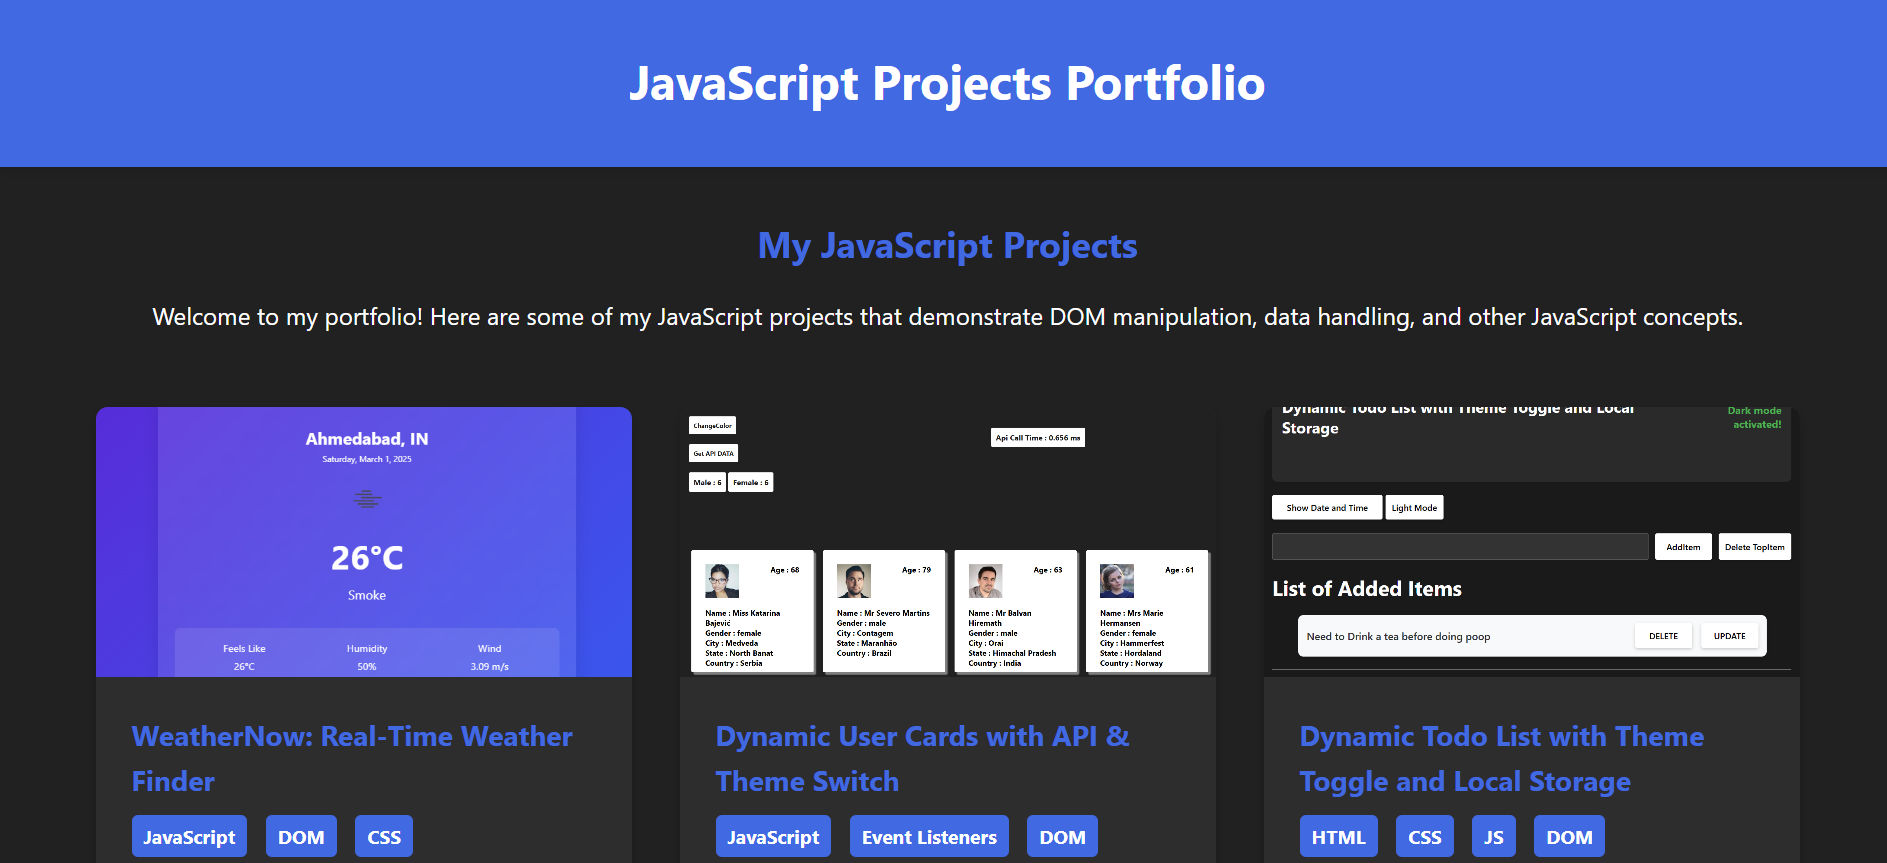 JavaScript Projects Portfolio
My JavaScript Projects
Welcome to my portfolio! Here are some of my JavaScript projects that demonstrate DOM manipulation, data handling, and other JavaScript concepts.
Ahmedabad, IN
Saturday, March 1, 2025
26°C
Smoke
Feels Like Humidity Wind
26°C 50% 3.09 m/s
WeatherNow: Real-Time Weather
Finder
JavaScript DOM CSS
ChangeColor
Api Call Time : 0.656 ms
Get API DATA
Male : 6 Female : 6
Age : 68
Name : Miss Katarina
Bajević
Gender : female
City : Medveda
State : North Banat
Country : Serbia
Age : 79
Name : Mr Severo Martins
Gender : male
City : Contagem
State : Maranhão
Country : Brazil
Age : 63
Name : Mr Balvan
Hiremath
Gender : male
City : Orai
State : Himachal Pradesh
Country : India
Age : 61
Name : Mrs Marie
Hermansen
Gender : female
City : Hammerfest
State : Hordaland
Country : Norway
Dynamic User Cards with API &
Theme Switch
JavaScript Event Listeners DOM
Dynamic Todo List with Theme Toggle and Local
Storage
Dark mode
activated!
Show Date and Time Light Mode
AddItem Delete TopItem
List of Added Items
Need to Drink a tea before doing poop DELETE UPDATE
Dynamic Todo List with Theme
Toggle and Local Storage
HTML CSS JS DOM